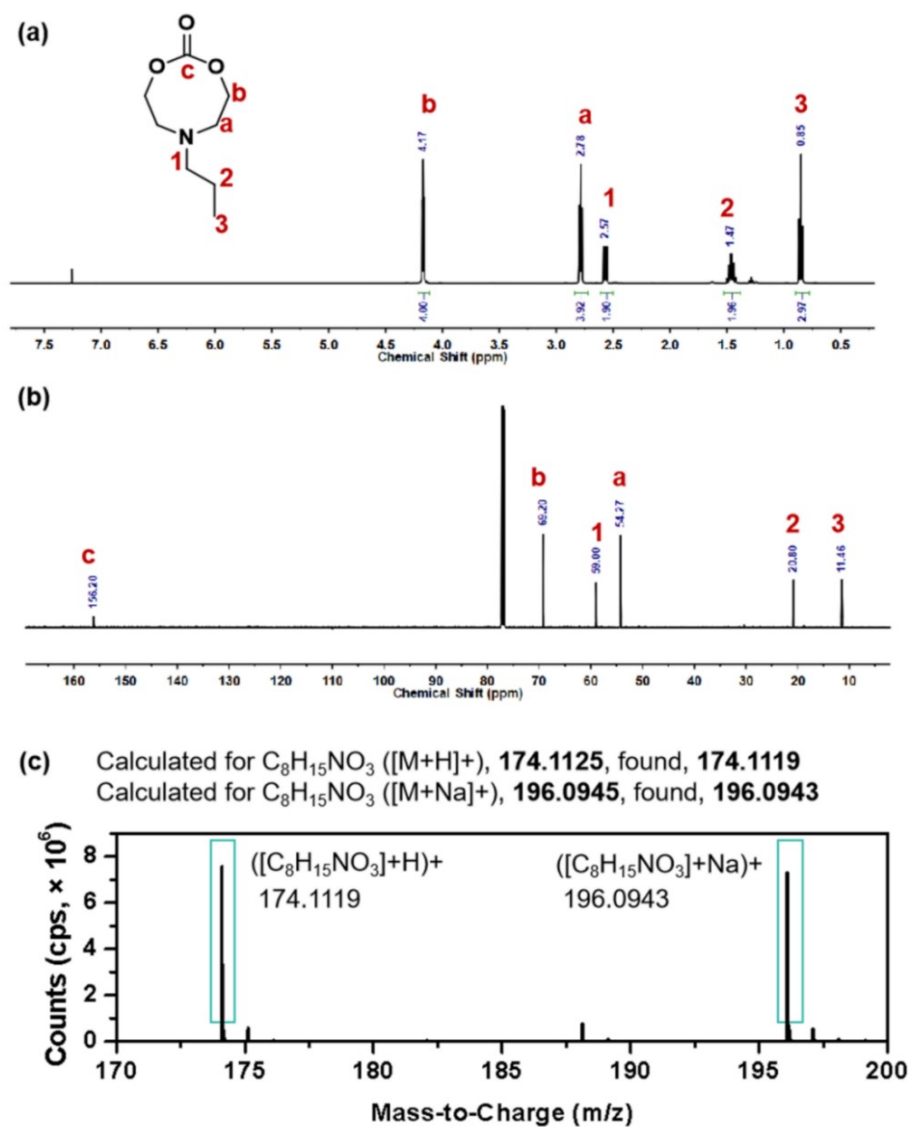 (a)
O
O
O
c
b
a
N
1
2
3
b
a
1
2
3
4.17
2.78
2.57
1.47
0.85
4.00
3.92
1.90
1.96
2.97
7.5 7.0 6.5 6.0 5.5 5.0 4.5 4.0 3.5 3.0 2.5 2.0 1.5 1.0 0.5
Chemical Shift (ppm)
(b)
c
b
1
a
2
3
156.20
69.20
59.00
54.27
20.80
11.46
160 150 140 130 120 110 100 90 80 70 60 50 40 30 20 10
Chemical Shift (ppm)
(c) Calculated for C₈H₁₅NO₃ ([M+H]+), 174.1125, found, 174.1119
Calculated for C₈H₁₅NO₃ ([M+Na]+), 196.0945, found, 196.0943
([C₈H₁₅NO₃]+H)+
174.1119
([C₈H₁₅NO₃]+Na)+
196.0943
Counts (cps, × 10⁶)
8
6
4
2
0
170 175 180 185 190 195 200
Mass-to-Charge (m/z)